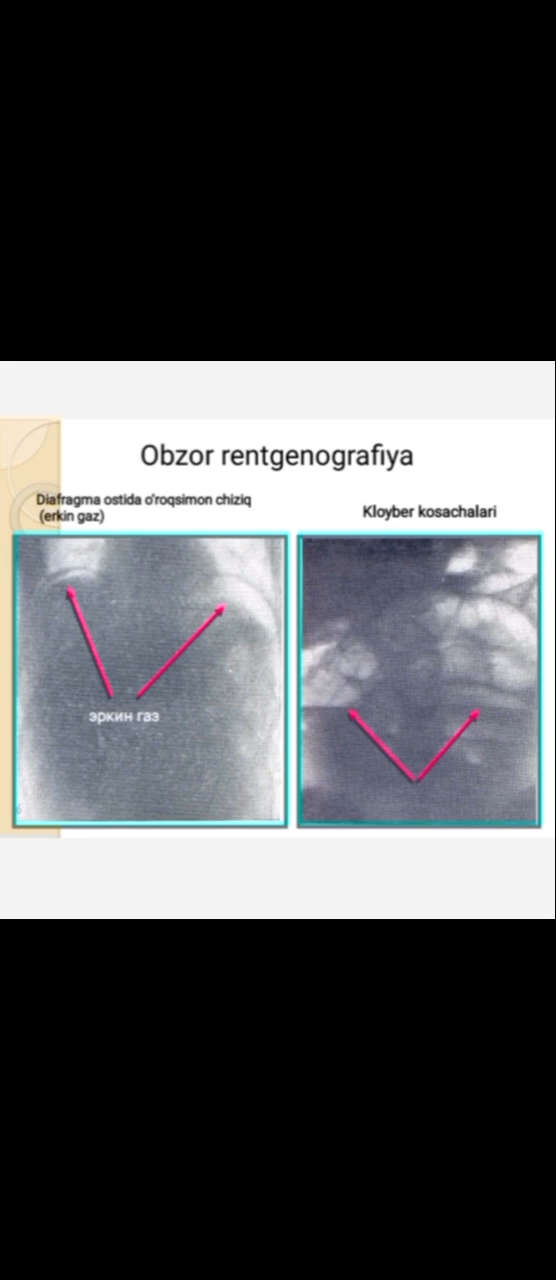 Obzor rentgenografiya
Diafragma ostida o'roqsimon chiziq
(erkin gaz)
Kloyber kosachalari
эркин газ